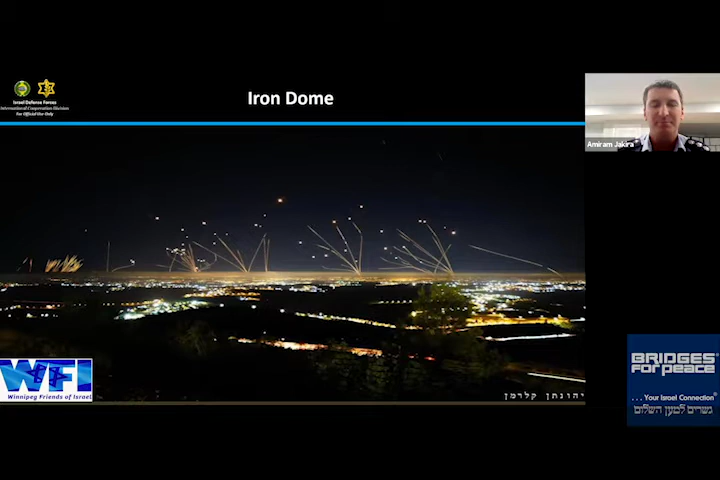 Israel Defense Forces
International Cooperation Division
For Official Use Only
Iron Dome
Amiram Jakira
WFI
Winnipeg Friends of Israel
יהונתן קלרמן
BRIDGES
FOR PEACE®
...Your Israel Connection®
גשרים למען השלום